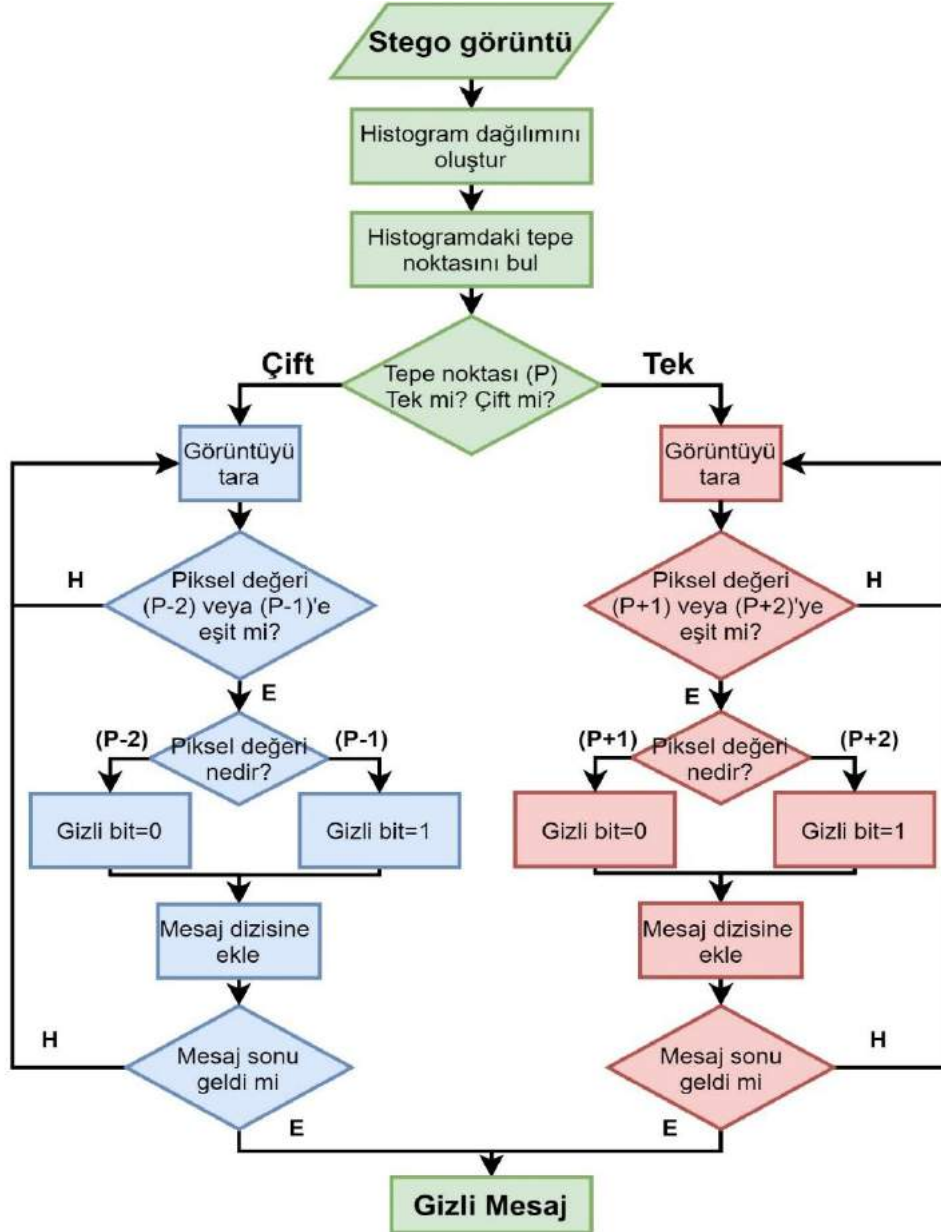 Stego görüntü
Histogram dağılımını
oluştur
Histogramdaki tepe
noktasını bul
Tepe noktası (P)
Tek mi? Çift mi?
Çift
Tek
Görüntüyü
tara
Piksel değeri
(P-2) veya (P-1)'e
eşit mi?
H
E
Piksel değeri
nedir?
(P-2)
(P-1)
Gizli bit=0
Gizli bit=1
Mesaj dizisine
ekle
Mesaj sonu
geldi mi
H
E
Görüntüyü
tara
Piksel değeri
(P+1) veya (P+2)'ye
eşit mi?
H
E
Piksel değeri
nedir?
(P+1)
(P+2)
Gizli bit=0
Gizli bit=1
Mesaj dizisine
ekle
Mesaj sonu
geldi mi
H
E
Gizli Mesaj